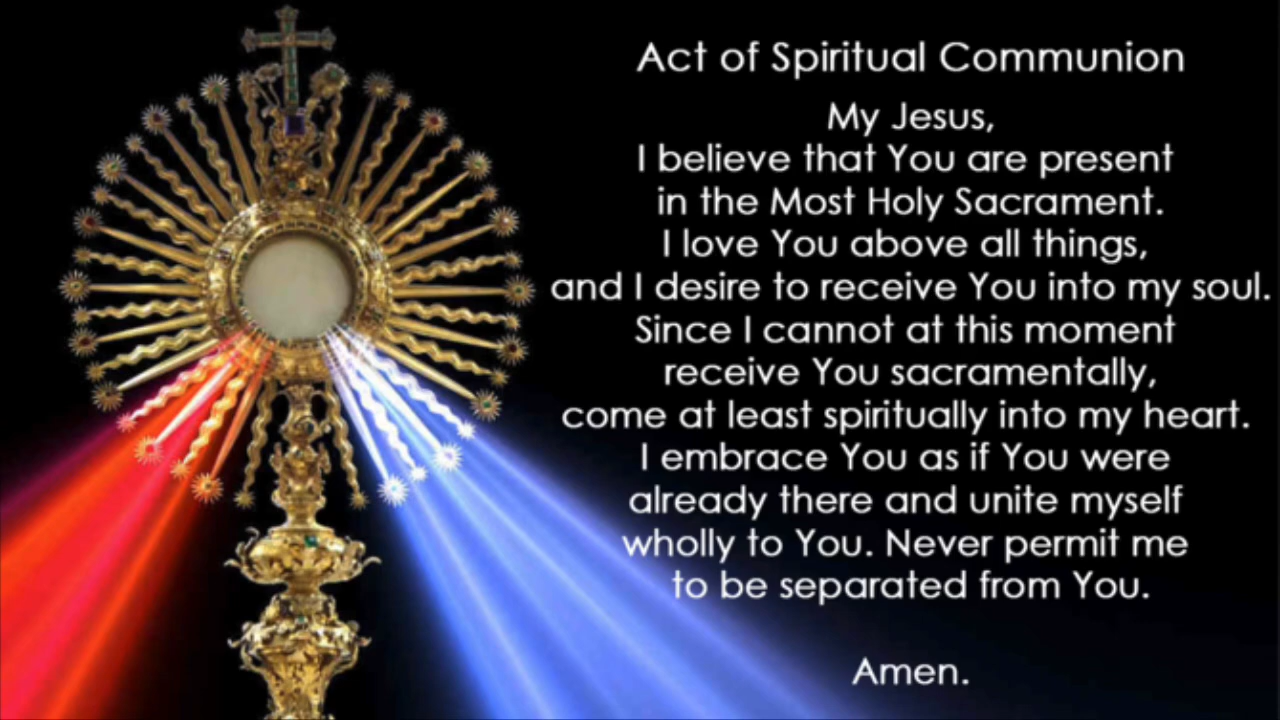 Act of Spiritual Communion
My Jesus,
I believe that You are present
in the Most Holy Sacrament.
I love You above all things,
and I desire to receive You into my soul.
Since I cannot at this moment
receive You sacramentally,
come at least spiritually into my heart.
I embrace You as if You were
already there and unite myself
wholly to You. Never permit me
to be separated from You.
Amen.